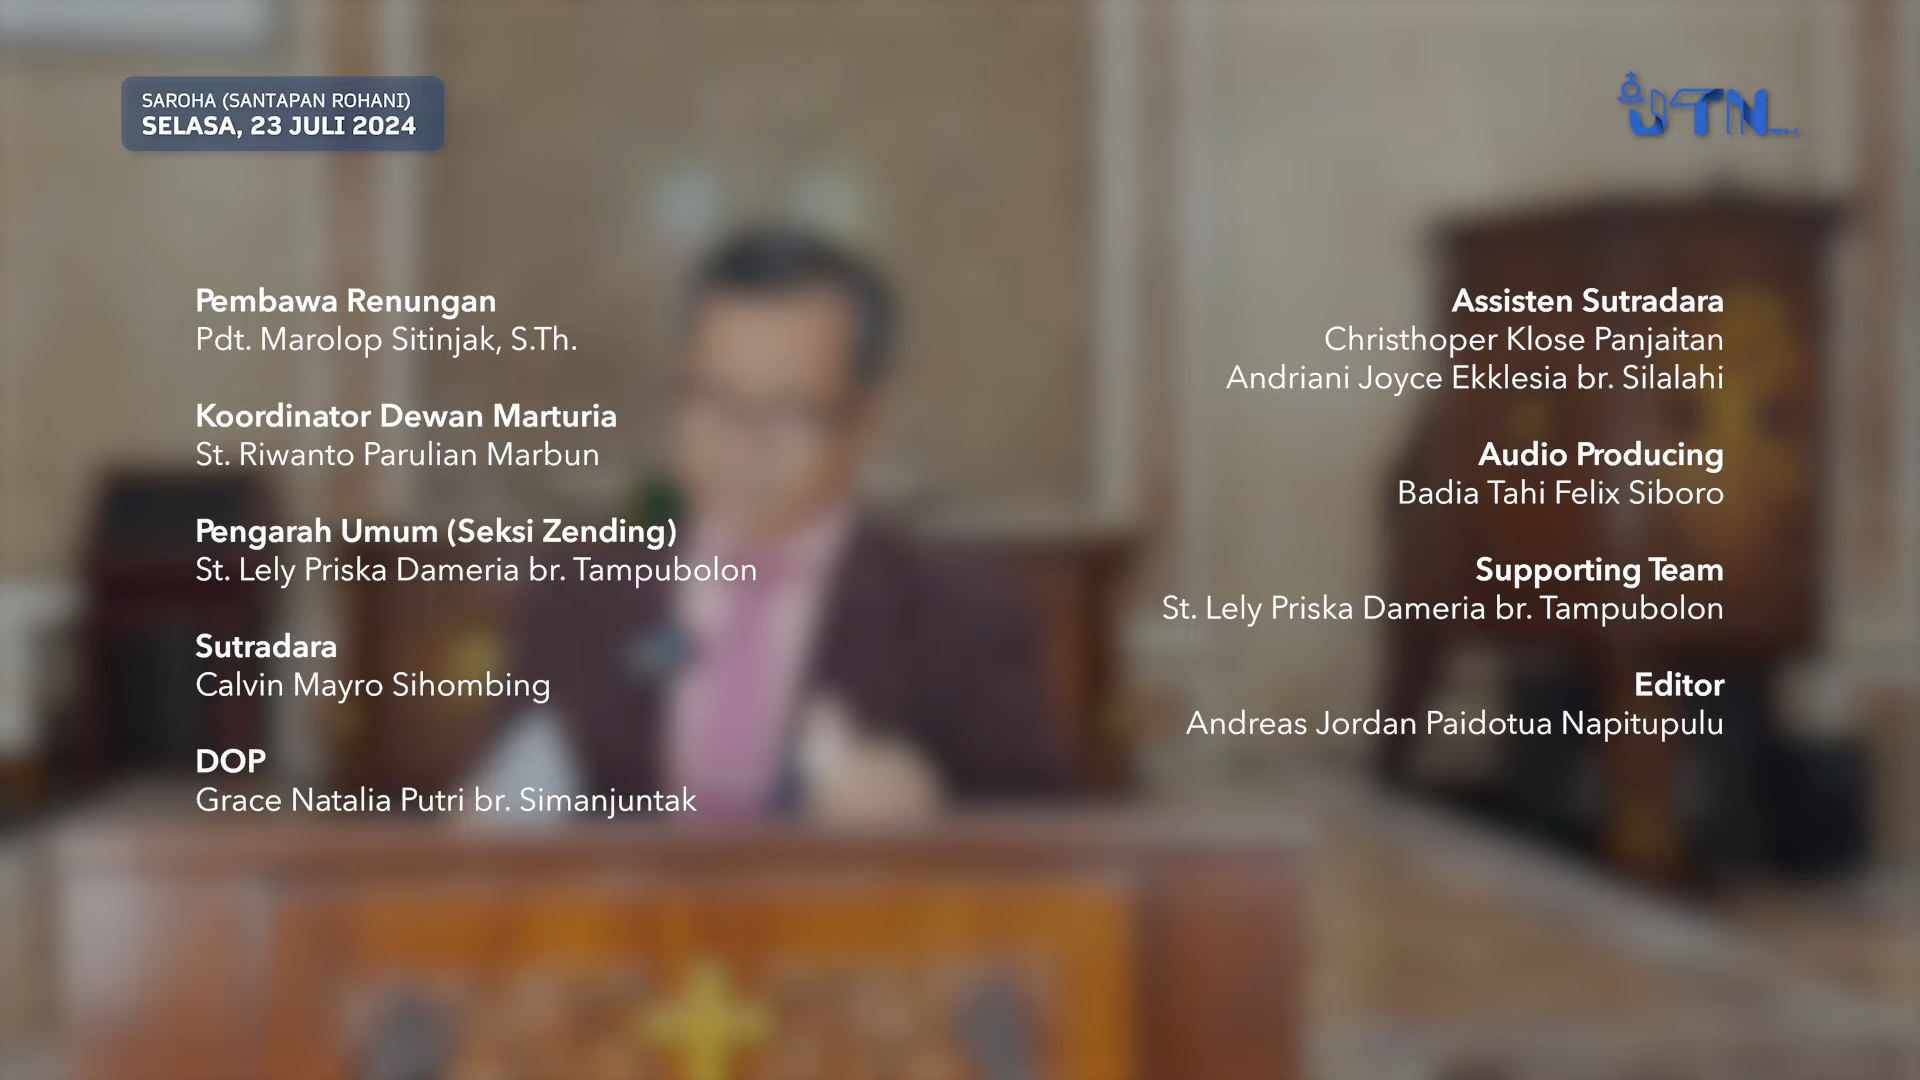 SAROHA (SANTAPAN ROHANI)
SELASA, 23 JULI 2024
UTN
Pembawa Renungan
Pdt. Marolop Sitinjak, S.Th.
Koordinator Dewan Marturia
St. Riwanto Parulian Marbun
Pengarah Umum (Seksi Zending)
St. Lely Priska Dameria br. Tampubolon
Sutradara
Calvin Mayro Sihombing
DOP
Grace Natalia Putri br. Simanjuntak
Assisten Sutradara
Christhoper Klose Panjaitan
Andriani Joyce Ekklesia br. Silalahi
Audio Producing
Badia Tahi Felix Siboro
Supporting Team
St. Lely Priska Dameria br. Tampubolon
Editor
Andreas Jordan Paidotua Napitupulu